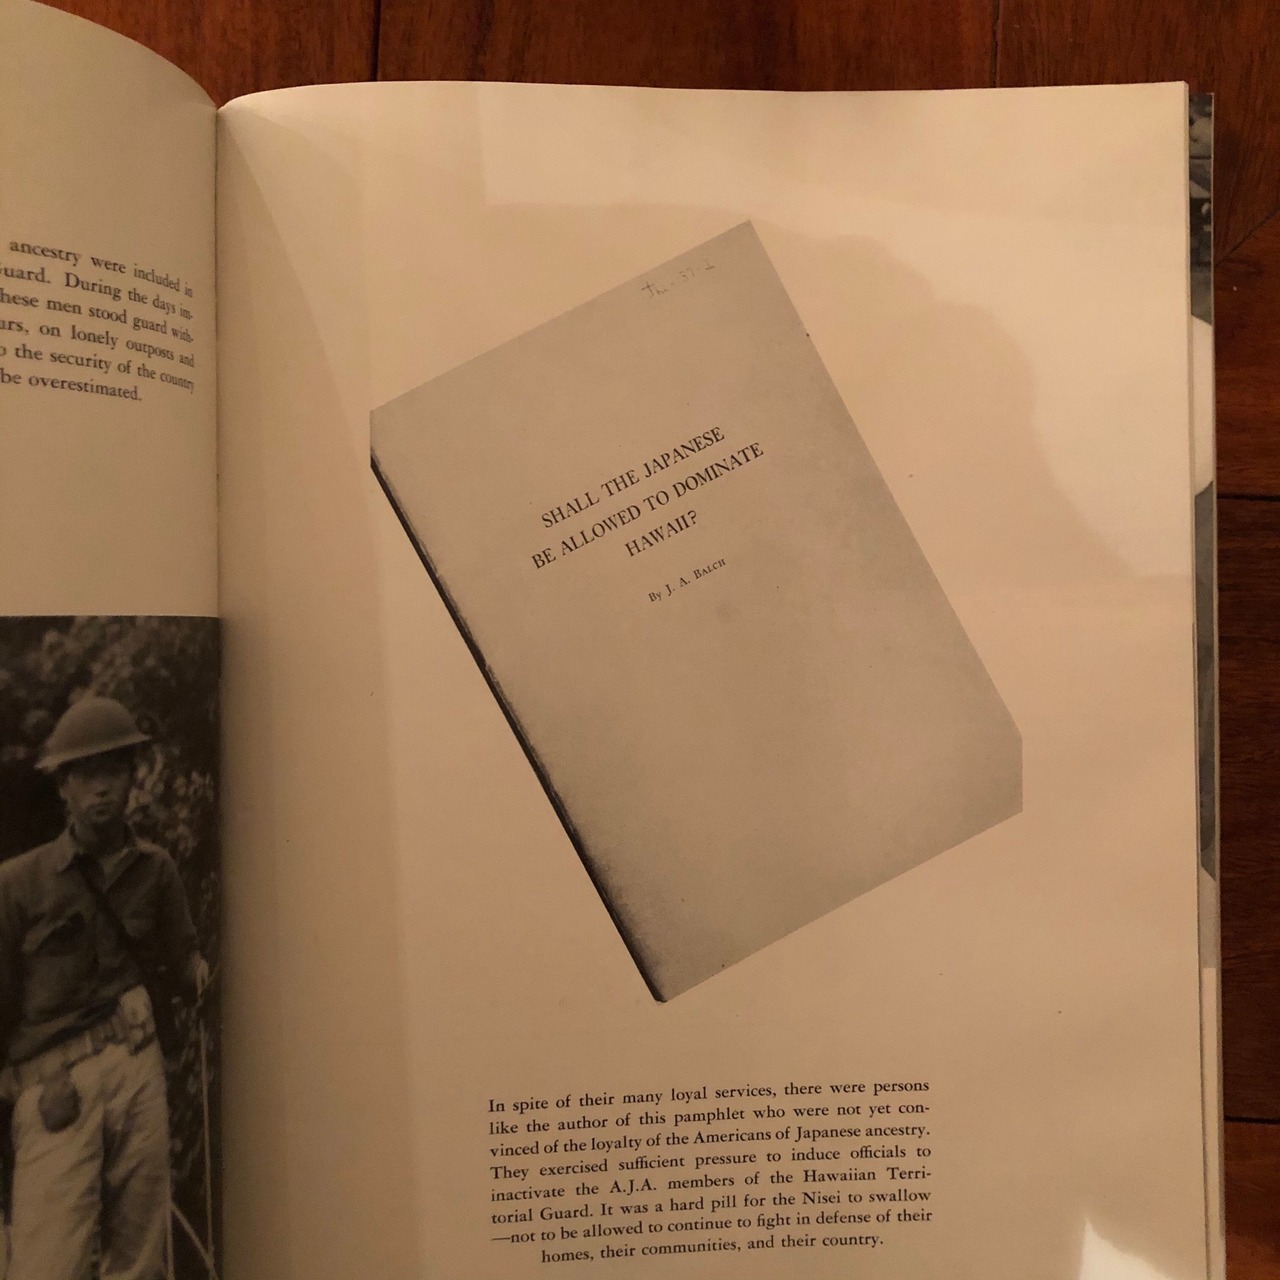 ancestry were included in
uard. During the days im-
hese men stood guard with-
urs, on lonely outposts and
o the security of the country
be overestimated.
SHALL THE JAPANESE
BE ALLOWED TO DOMINATE
HAWAII?
By J. A. BALCH
In spite of their many loyal services, there were persons
like the author of this pamphlet who were not yet con-
vinced of the loyalty of the Americans of Japanese ancestry.
They exercised sufficient pressure to induce officials to
inactivate the A.J.A. members of the Hawaiian Terri-
torial Guard. It was a hard pill for the Nisei to swallow
—not to be allowed to continue to fight in defense of their
homes, their communities, and their country.